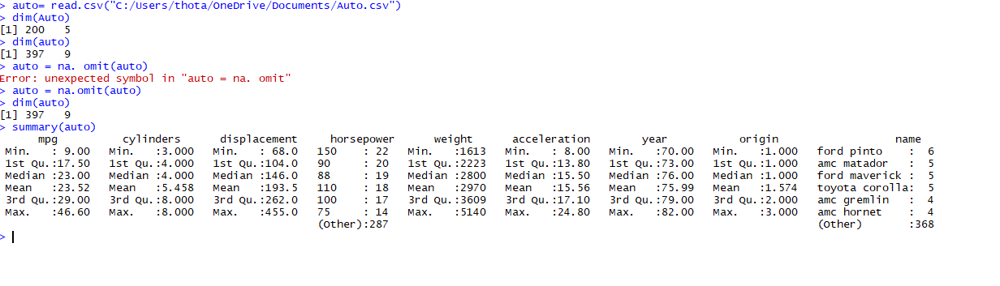 > auto= read.csv("C:/Users/thota/OneDrive/Documents/Auto.csv")
> dim(Auto)
[1] 200   5
> dim(auto)
[1] 397   9
> auto = na. omit(auto)
Error: unexpected symbol in "auto = na. omit"
> auto = na.omit(auto)
> dim(auto)
[1] 397   9
> summary(auto)
      mpg          cylinders      displacement     horsepower      weight      acceleration        year           origin                  name
 Min.   : 9.00   Min.   :3.000   Min.   : 68.0   150    : 22   Min.   :1613   Min.   : 8.00   Min.   :70.00   Min.   :1.000   ford pinto    :  6
 1st Qu.:17.50   1st Qu.:4.000   1st Qu.:104.0   90     : 20   1st Qu.:2223   1st Qu.:13.80   1st Qu.:73.00   1st Qu.:1.000   amc matador   :  5
 Median :23.00   Median :4.000   Median :146.0   88     : 19   Median :2800   Median :15.50   Median :76.00   Median :1.000   ford maverick :  5
 Mean   :23.52   Mean   :5.458   Mean   :193.5   110    : 18   Mean   :2970   Mean   :15.56   Mean   :75.99   Mean   :1.574   toyota corolla:  5
 3rd Qu.:29.00   3rd Qu.:8.000   3rd Qu.:262.0   100    : 17   3rd Qu.:3609   3rd Qu.:17.10   3rd Qu.:79.00   3rd Qu.:2.000   amc gremlin   :  4
 Max.   :46.60   Max.   :8.000   Max.   :455.0   75     : 14   Max.   :5140   Max.   :24.80   Max.   :82.00   Max.   :3.000   amc hornet    :  4
                                                 (Other):287                                                                  (Other)       :368
>